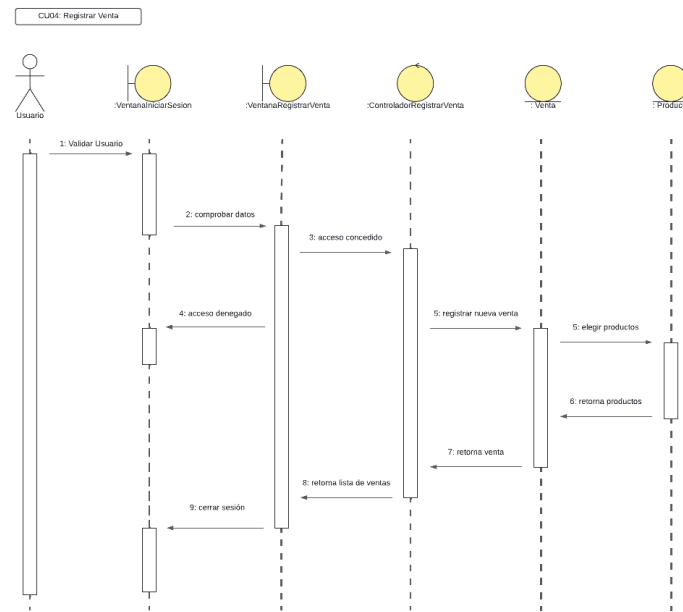 CU04: Registrar Venta
Usuario
:VentanaIniciarSesion
:VentanaRegistrarVenta
:ControladorRegistrarVenta
: Venta
: Produc
1: Validar Usuario
2: comprobar datos
3: acceso concedido
4: acceso denegado
5: registrar nueva venta
5: elegir productos
6: retorna productos
7: retorna venta
8: retorna lista de ventas
9: cerrar sesión